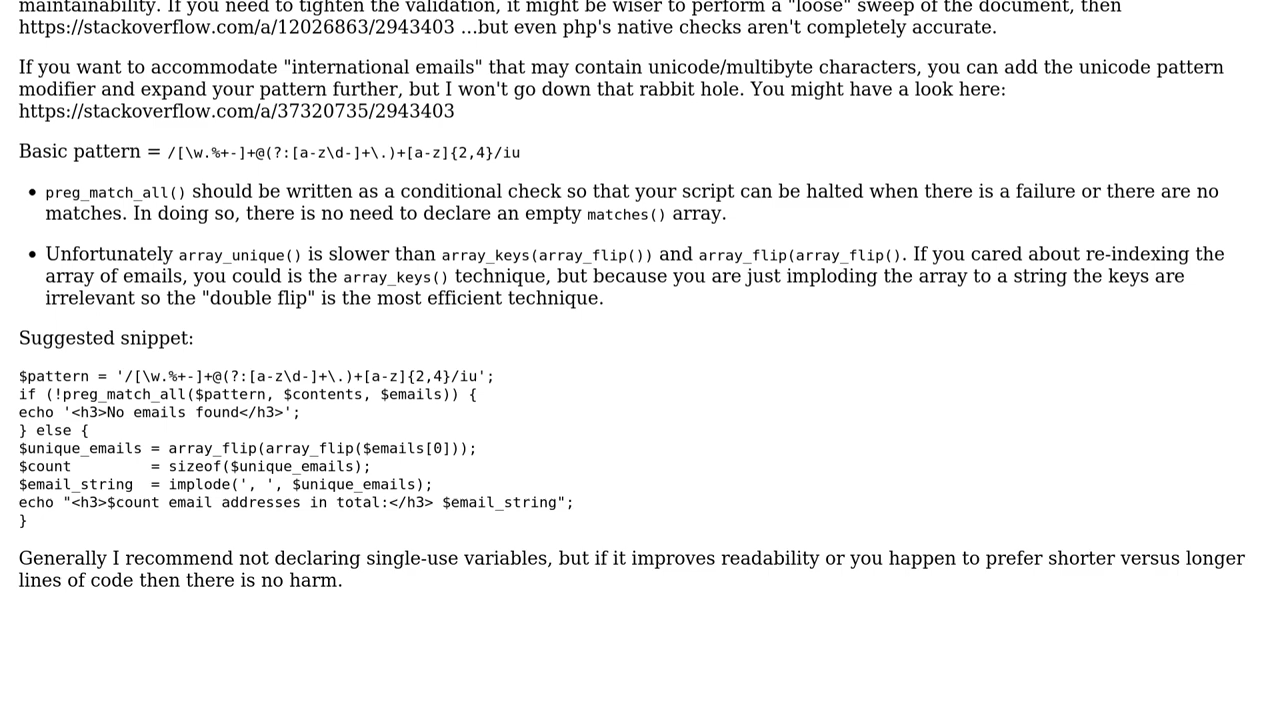 maintainability. If you need to tighten the validation, it might be wiser to perform a "loose" sweep of the document, then
https://stackoverflow.com/a/12026863/2943403 ...but even php's native checks aren't completely accurate.
If you want to accommodate "international emails" that may contain unicode/multibyte characters, you can add the unicode pattern
modifier and expand your pattern further, but I won't go down that rabbit hole. You might have a look here:
https://stackoverflow.com/a/37320735/2943403
Basic pattern = /[\w.%+-]+@(?:[a-z\d-]+\.)+[a-z]{2,4}/iu
• preg_match_all() should be written as a conditional check so that your script can be halted when there is a failure or there are no
matches. In doing so, there is no need to declare an empty matches() array.
• Unfortunately array_unique() is slower than array_keys(array_flip()) and array_flip(array_flip(). If you cared about re-indexing the
array of emails, you could is the array_keys() technique, but because you are just imploding the array to a string the keys are
irrelevant so the "double flip" is the most efficient technique.
Suggested snippet:
$pattern = '/[\w.%+-]+@(?:[a-z\d-]+\.)+[a-z]{2,4}/iu';
if (!preg_match_all($pattern, $contents, $emails)) {
echo '<h3>No emails found</h3>';
} else {
$unique_emails = array_flip(array_flip($emails[0]));
$count         = sizeof($unique_emails);
$email_string  = implode(', ', $unique_emails);
echo "<h3>$count email addresses in total:</h3> $email_string";
}
Generally I recommend not declaring single-use variables, but if it improves readability or you happen to prefer shorter versus longer
lines of code then there is no harm.